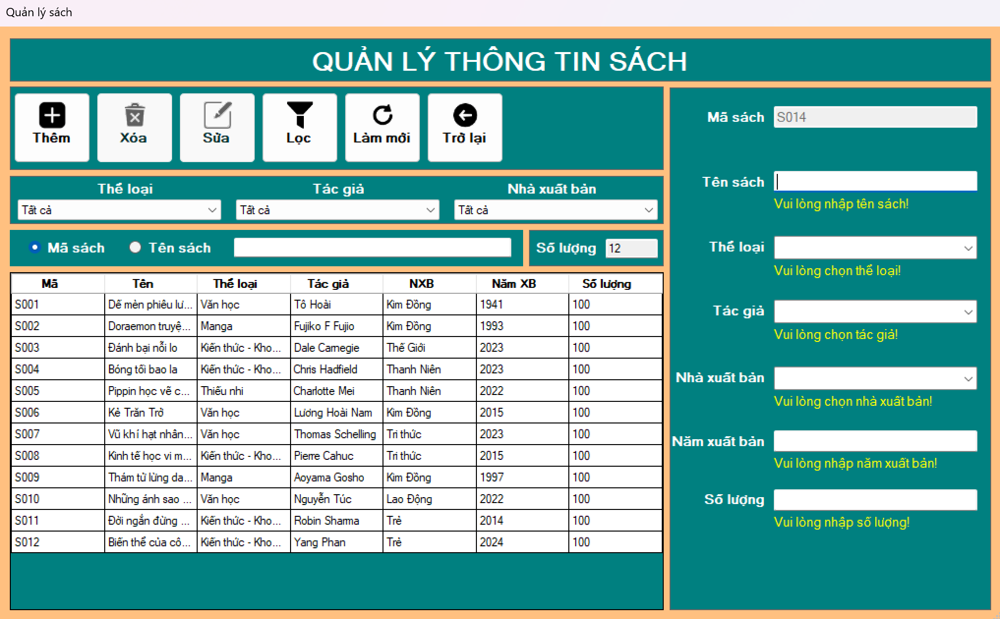 Quản lý sách
QUẢN LÝ THÔNG TIN SÁCH
Thêm Xóa Sửa Lọc Làm mới Trở lại
Thể loại Tác giả Nhà xuất bản
Tất cả Tất cả Tất cả
Mã sách Tên sách Số lượng 12
Mã Tên Thể loại Tác giả NXB Năm XB Số lượng
S001 Dế mèn phiêu lư... Văn học Tô Hoài Kim Đồng 1941 100
S002 Doraemon truyệ... Manga Fujiko F Fujio Kim Đồng 1993 100
S003 Đánh bại nỗi lo Kiến thức - Kho... Dale Carnegie Thế Giới 2023 100
S004 Bóng tối bao la Kiến thức - Kho... Chris Hadfield Thanh Niên 2023 100
S005 Pippin học vẽ c... Thiếu nhi Charlotte Mei Thanh Niên 2022 100
S006 Kẻ Trăn Trở Văn học Lương Hoài Nam Kim Đồng 2015 100
S007 Vũ khí hạt nhân... Văn học Thomas Schelling Tri thức 2023 100
S008 Kinh tế học vi m... Kiến thức - Kho... Pierre Cahuc Tri thức 2015 100
S009 Thám tử lừng da... Manga Aoyama Gosho Kim Đồng 1997 100
S010 Những ánh sao ... Văn học Nguyễn Túc Lao Động 2022 100
S011 Đời ngắn đừng ... Kiến thức - Kho... Robin Sharma Trẻ 2014 100
S012 Biến thể của cô... Kiến thức - Kho... Yang Phan Trẻ 2024 100
Mã sách S014
Tên sách
Vui lòng nhập tên sách!
Thể loại
Vui lòng chọn thể loại!
Tác giả
Vui lòng chọn tác giả!
Nhà xuất bản
Vui lòng chọn nhà xuất bản!
Năm xuất bản
Vui lòng nhập năm xuất bản!
Số lượng
Vui lòng nhập số lượng!